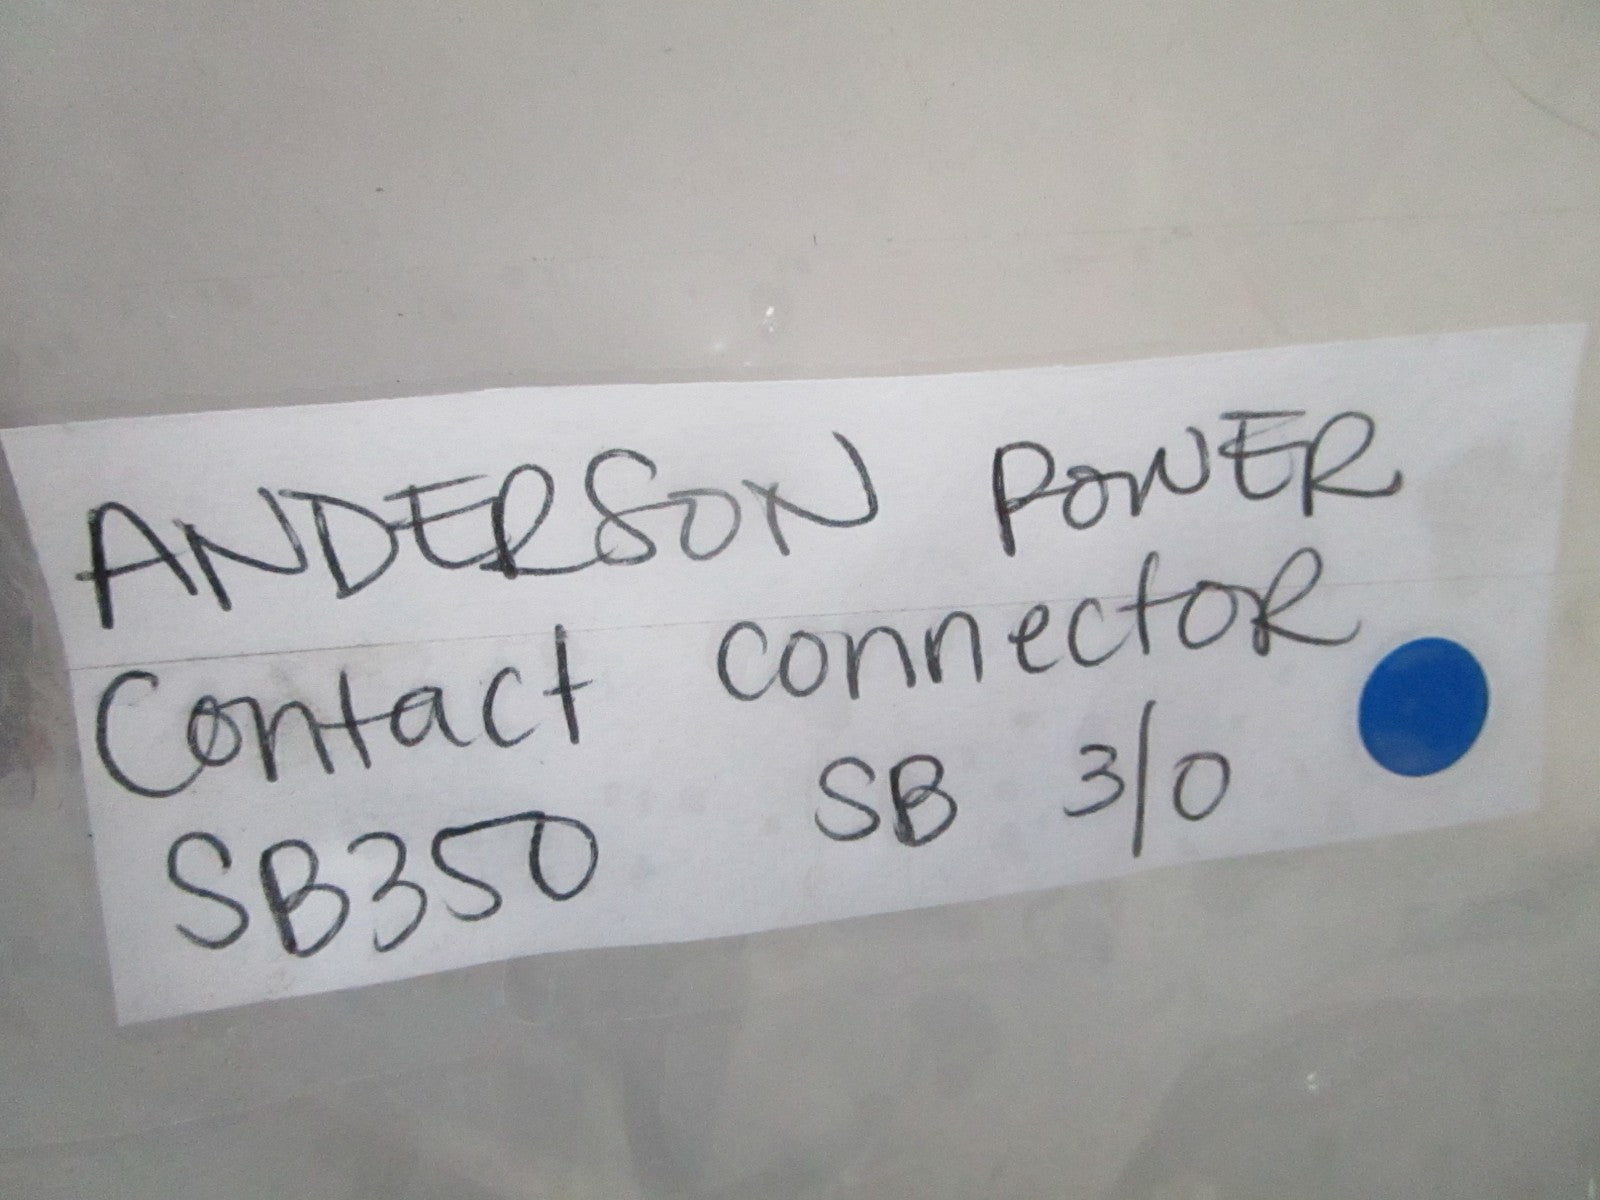 ANDERSON POWER
Contact connectoR
SB350 SB 3/0